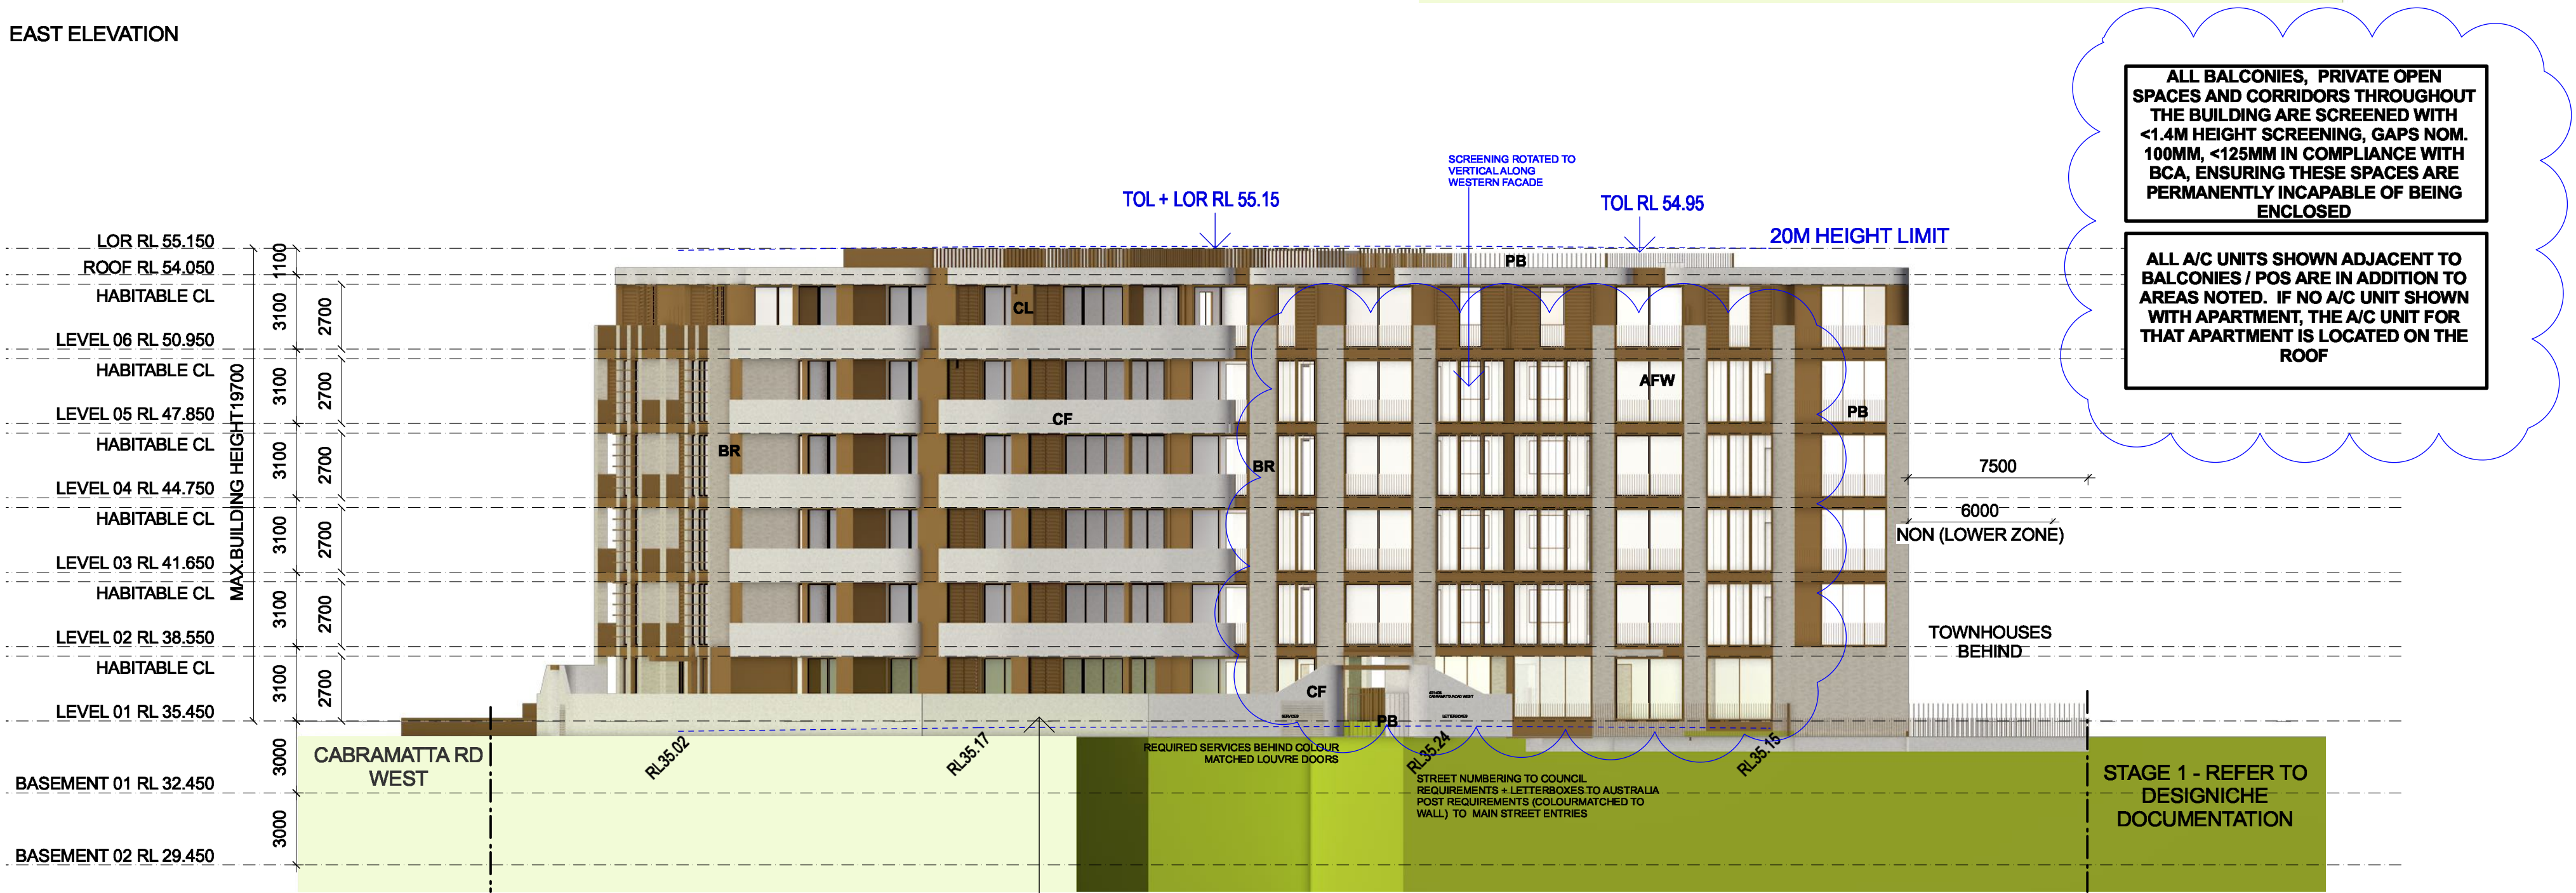 EAST ELEVATION
ALL BALCONIES, PRIVATE OPEN
SPACES AND CORRIDORS THROUGHOUT
THE BUILDING ARE SCREENED WITH
<1.4M HEIGHT SCREENING, GAPS NOM.
100MM, <125MM IN COMPLIANCE WITH
BCA, ENSURING THESE SPACES ARE
PERMANENTLY INCAPABLE OF BEING
ENCLOSED
ALL A/C UNITS SHOWN ADJACENT TO
BALCONIES / POS ARE IN ADDITION TO
AREAS NOTED. IF NO A/C UNIT SHOWN
WITH APARTMENT, THE A/C UNIT FOR
THAT APARTMENT IS LOCATED ON THE
ROOF
SCREENING ROTATED TO
VERTICAL ALONG
WESTERN FACADE
TOL + LOR RL 55.15
TOL RL 54.95
20M HEIGHT LIMIT
LOR RL 55.150
ROOF RL 54.050
HABITABLE CL
LEVEL 06 RL 50.950
HABITABLE CL
LEVEL 05 RL 47.850
HABITABLE CL
LEVEL 04 RL 44.750
HABITABLE CL
LEVEL 03 RL 41.650
HABITABLE CL
LEVEL 02 RL 38.550
HABITABLE CL
LEVEL 01 RL 35.450
BASEMENT 01 RL 32.450
BASEMENT 02 RL 29.450
MAX.BUILDING HEIGHT19700
1100
3100
3100
3100
3100
3100
3100
3000
3000
2700
2700
2700
2700
2700
2700
PB
CL
CF
BR
BR
AFW
PB
CF
PB
SERVICES
CABRAMATTA ROAD WEST
LETTERBOXES
7500
6000
NON (LOWER ZONE)
TOWNHOUSES
BEHIND
CABRAMATTA RD
WEST
RL35.02
RL35.17
RL35.24
RL35.15
REQUIRED SERVICES BEHIND COLOUR
MATCHED LOUVRE DOORS
STREET NUMBERING TO COUNCIL
REQUIREMENTS + LETTERBOXES TO AUSTRALIA
POST REQUIREMENTS (COLOURMATCHED TO
WALL) TO MAIN STREET ENTRIES
STAGE 1 - REFER TO
DESIGNICHE
DOCUMENTATION